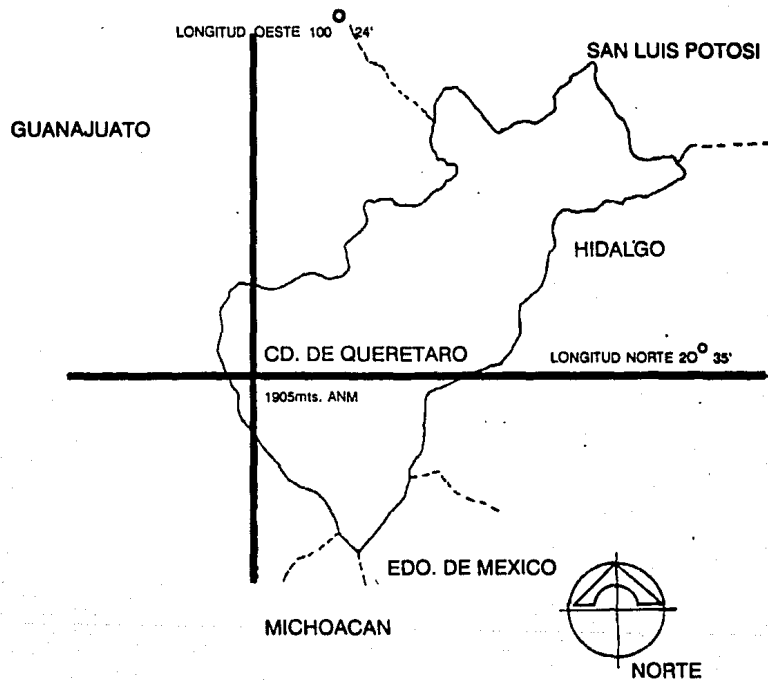 LONGITUD OESTE 100° 24'
SAN LUIS POTOSI
GUANAJUATO
HIDALGO
CD. DE QUERETARO
LONGITUD NORTE 20° 35'
1905mts. ANM
EDO. DE MEXICO
MICHOACAN
NORTE